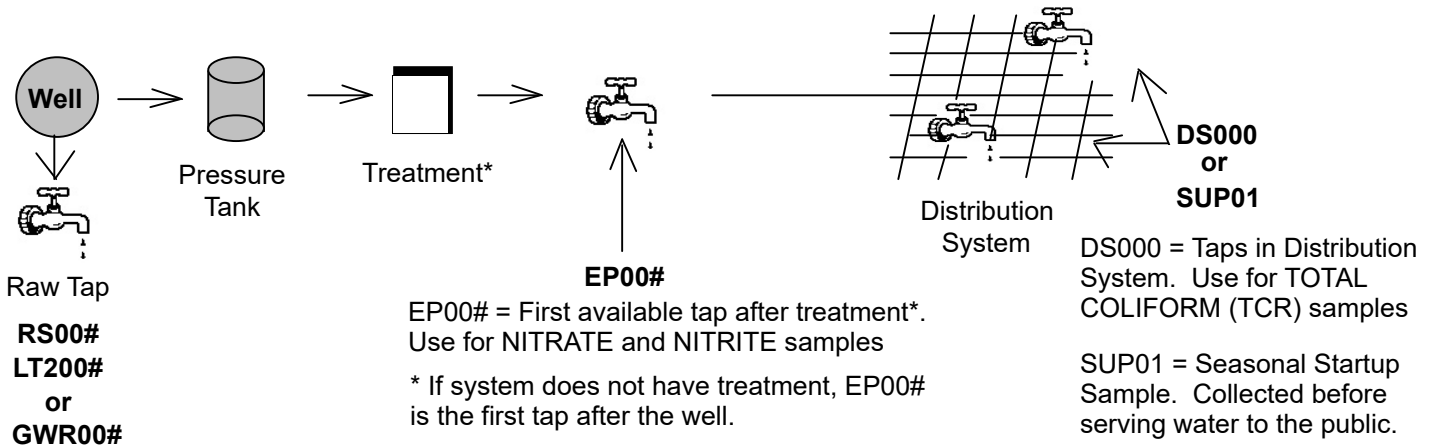 Well
Pressure
Tank
Treatment*
Raw Tap
RS00#
LT200#
or
GWR00#
EP00#
EP00# = First available tap after treatment*.
Use for NITRATE and NITRITE samples
* If system does not have treatment, EP00#
is the first tap after the well.
Distribution
System
DS000
or
SUP01
DS000 = Taps in Distribution
System. Use for TOTAL
COLIFORM (TCR) samples
SUP01 = Seasonal Startup
Sample. Collected before
serving water to the public.